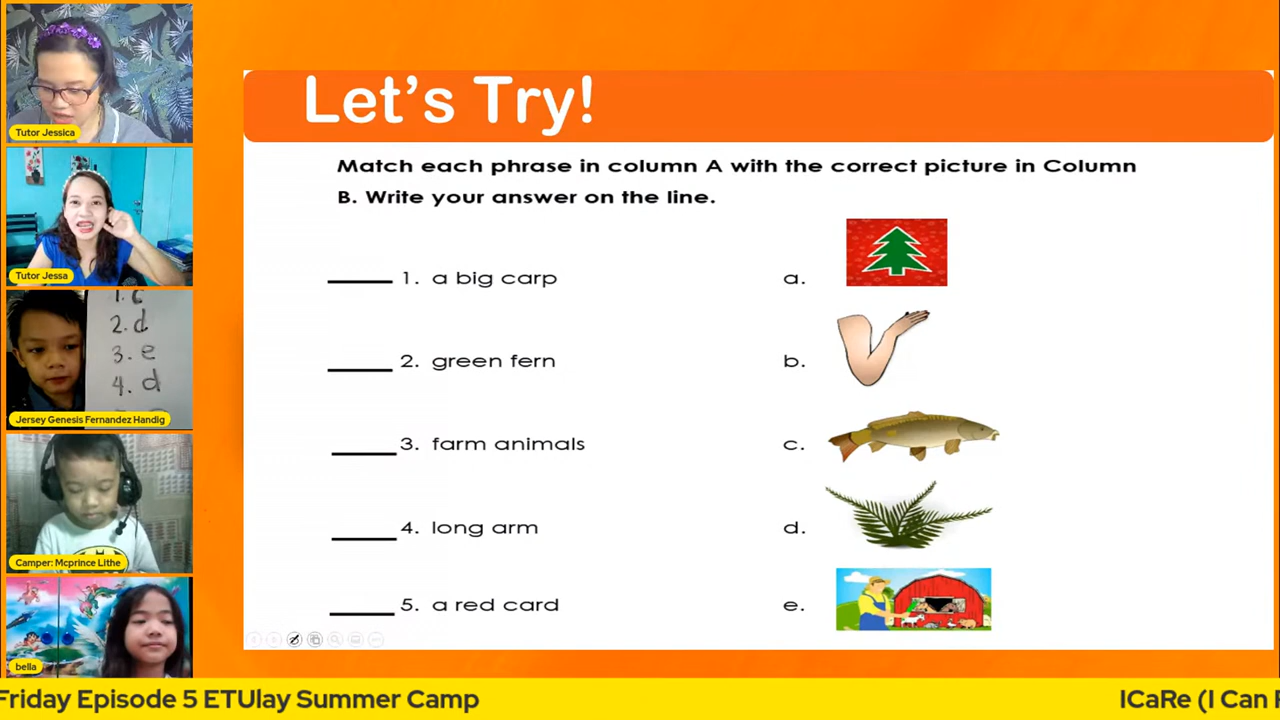 Let's Try!
Match each phrase in column A with the correct picture in Column
B. Write your answer on the line.
1. a big carp
a.
2. green fern
b.
3. farm animals
c.
4. long arm
d.
5. a red card
e.
Tutor Jessica
Tutor Jessa
1. c
2. d
3. e
4. d
Jersey Genesis Fernandez Handig
Camper: Mcprince Lithe
bella
Friday Episode 5 ETUlay Summer Camp
ICaRe (I Can